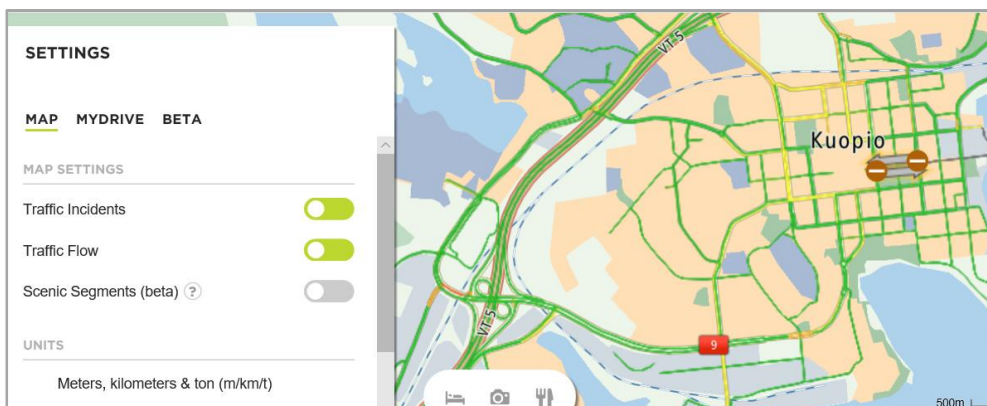 SETTINGS
MAP MYDRIVE BETA
MAP SETTINGS
Traffic Incidents
Traffic Flow
Scenic Segments (beta) ?
UNITS
Meters, kilometers & ton (m/km/t)
VT 5
Kuopio
VT 5
9
500m